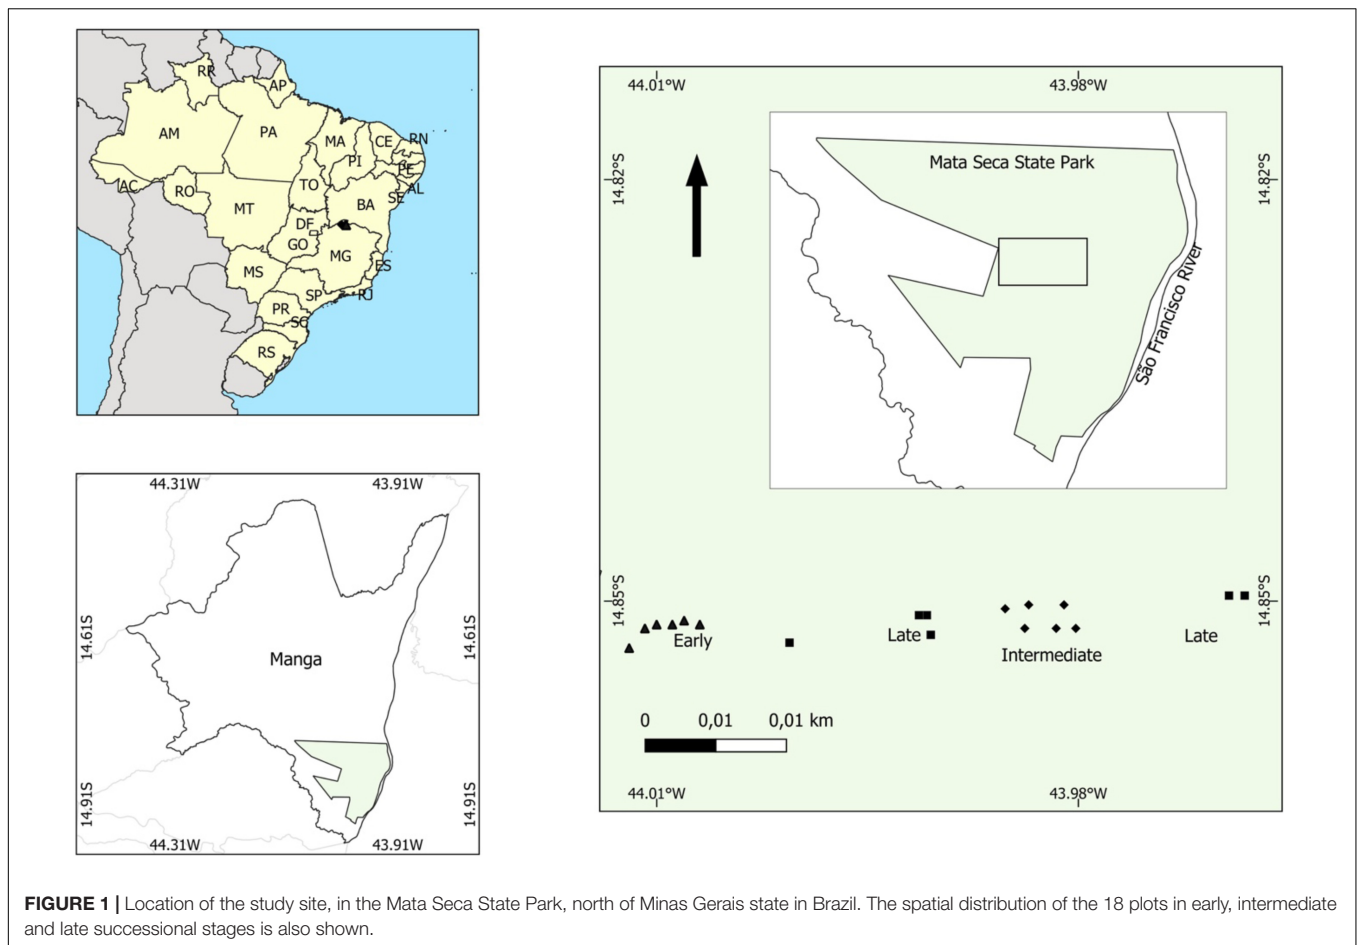 RR
AP
AM
PA
MA
CE
RN
PI
PE
AC
RO
TO
AL
SE
MT
BA
DF
GO
MG
MS
ES
SP
RJ
PR
SC
RS
44.31W 43.91W
14.61S 14.61S
Manga
14.91S 14.91S
44.31W 43.91W
44.01°W 43.98°W
14.82°S 14.82°S
Mata Seca State Park
São Francisco River
14.85°S 14.85°S
Early
Late
Intermediate
Late
0 0,01 0,01 km
44.01°W 43.98°W
FIGURE 1 | Location of the study site, in the Mata Seca State Park, north of Minas Gerais state in Brazil. The spatial distribution of the 18 plots in early, intermediate
and late successional stages is also shown.